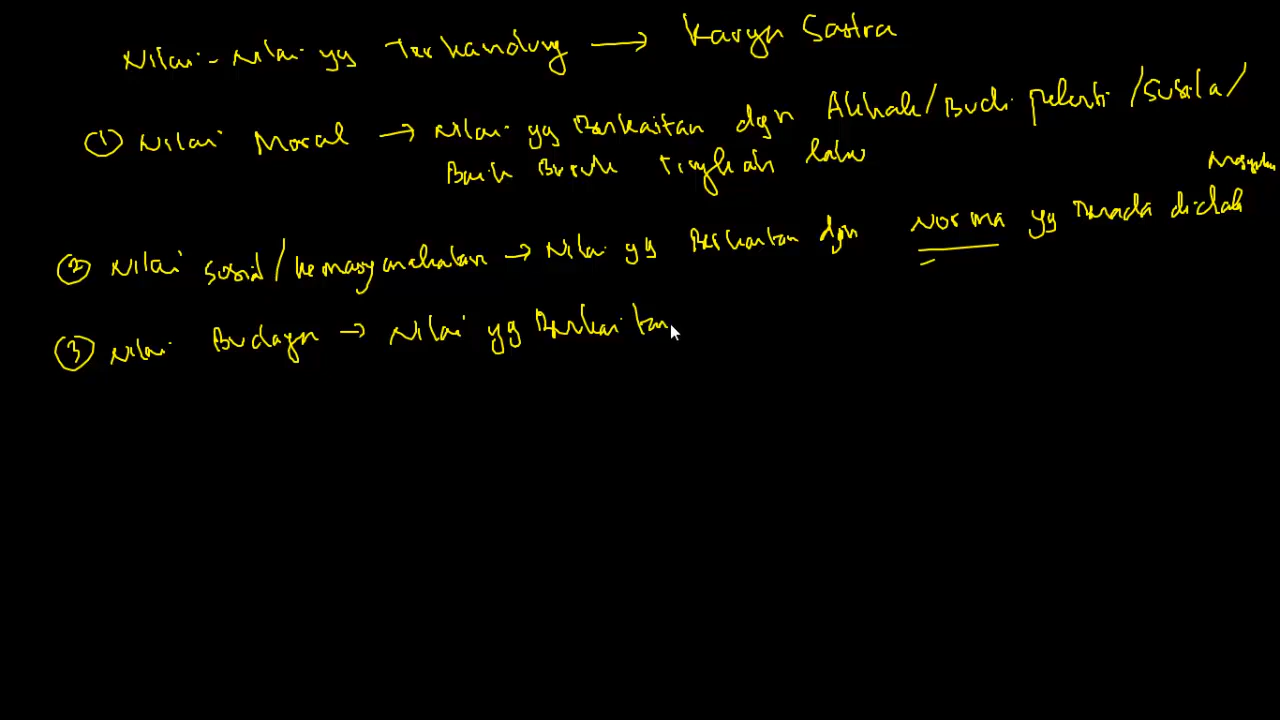 Nilai-nilai yg Terkandung → Karya Sastra
① Nilai Moral → Nilai yg Berkaitan dgn Akhlak/Budi pekerti/Susila/
Baik Buruk Tingkah laku
② Nilai sosial/kemasyarakatan → Nilai yg Berkaitan dgn Norma yg Berada didlm
③ Nilai Budaya → Nilai yg Berkaitan